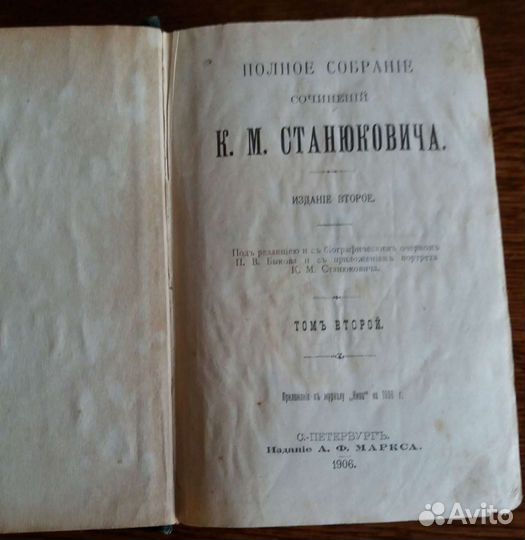 ПОЛНОЕ СОБРАНІЕ
СОЧИНЕНІЙ
К. М. СТАНЮКОВИЧА.
ИЗДАНІЕ ВТОРОЕ.
Подъ редакціею и съ біографическимъ очеркомъ
П. В. Быкова и съ приложеніемъ портрета
К. М. Станюковича.
ТОМЪ ВТОРОЙ.
Приложеніе къ журналу „Нива“ на 1906 г.
С.-ПЕТЕРБУРГЪ.
Изданіе А. Ф. МАРКСА.
1906.
Avito